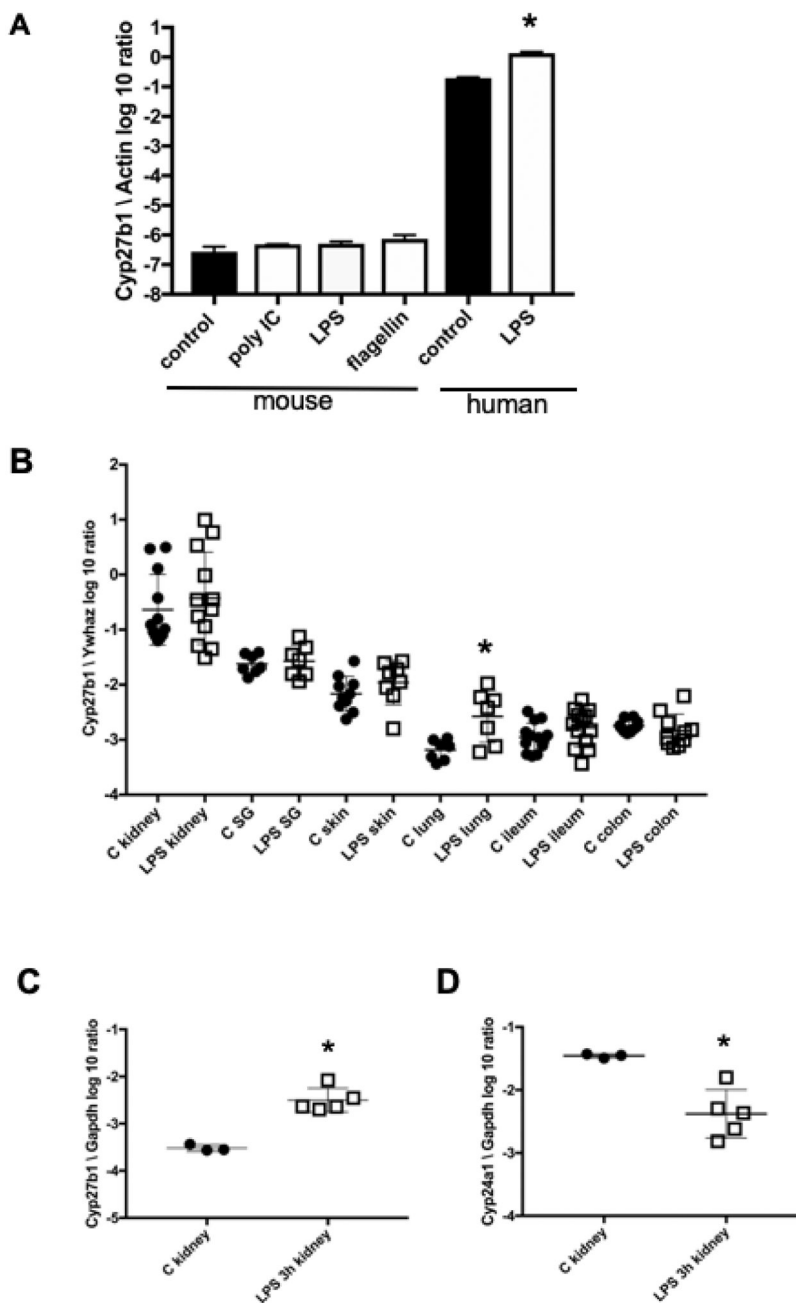 A
Cyp27b1 \ Actin log 10 ratio
1
0
-1
-2
-3
-4
-5
-6
-7
-8
*
control
poly IC
LPS
flagellin
control
LPS
mouse
human
B
Cyp27b1 \ Ywhaz log 10 ratio
2
1
0
-1
-2
-3
-4
*
C kidney
LPS kidney
C SG
LPS SG
C skin
LPS skin
C lung
LPS lung
C ileum
LPS ileum
C colon
LPS colon
C
Cyp27b1 \ Gapdh log 10 ratio
-1
-2
-3
-4
-5
*
C kidney
LPS 3h kidney
D
Cyp24a1 \ Gapdh log 10 ratio
-1
-2
-3
-4
*
C kidney
LPS 3h kidney